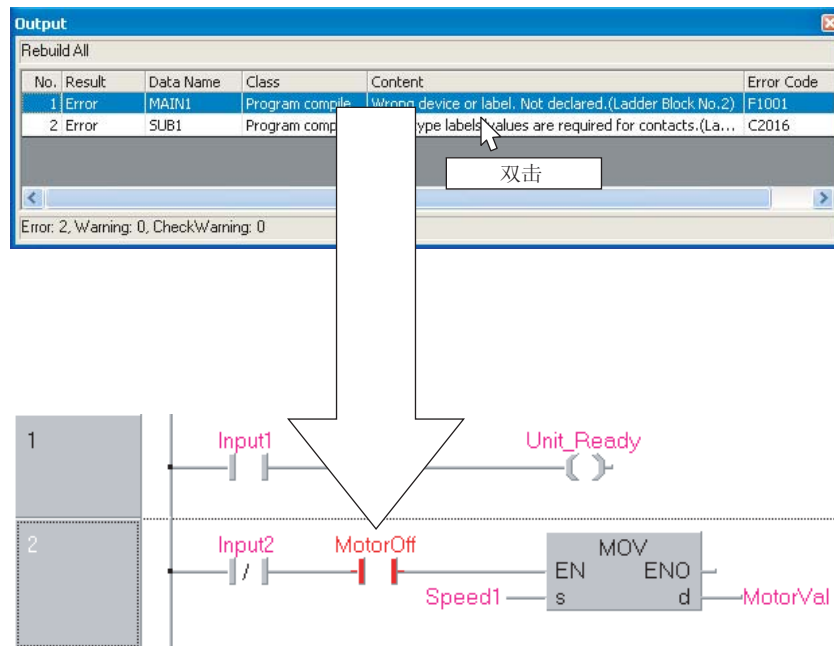 Output
Rebuild All
No. Result Data Name Class Content Error Code
1 Error MAIN1 Program compile Wrong device or label. Not declared.(Ladder Block No.2) F1001
2 Error SUB1 Program comp ype labels values are required for contacts.(La... C2016
双击
Error: 2, Warning: 0, CheckWarning: 0
1
Input1 Unit_Ready
2
Input2 MotorOff MOV
EN ENO
Speed1 s d MotorVal